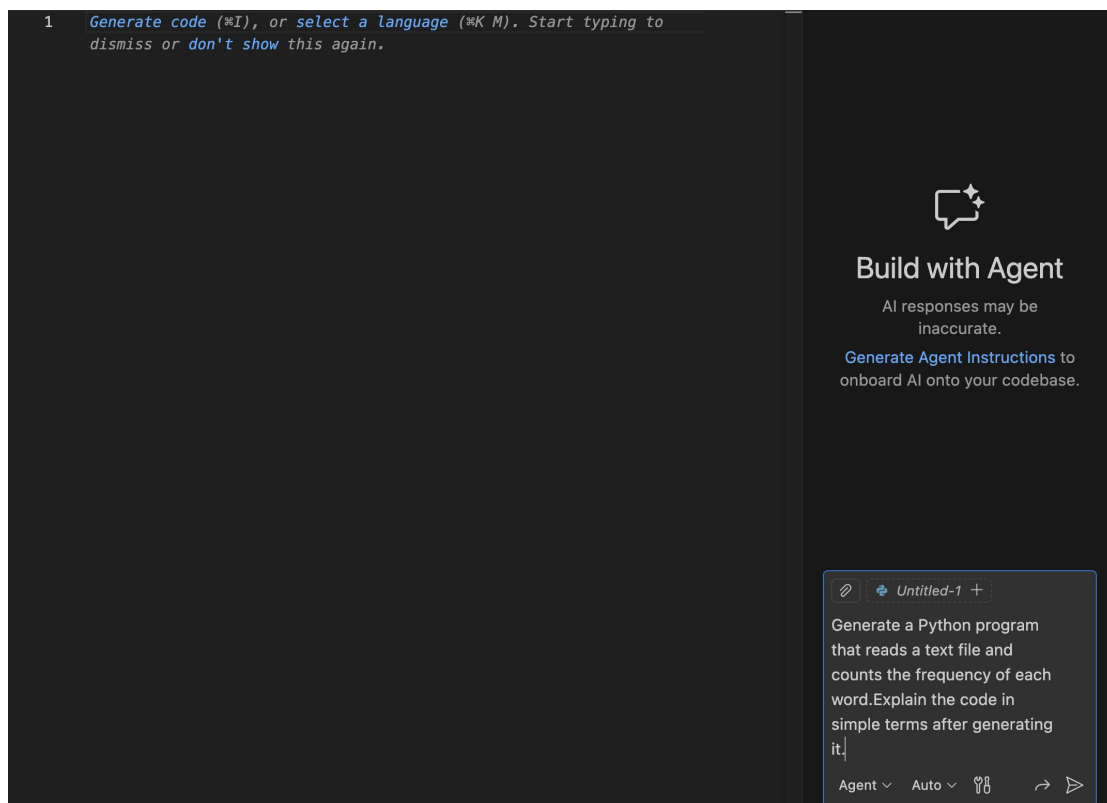 1 Generate code (⌘I), or select a language (⌘K M). Start typing to
dismiss or don't show this again.
Build with Agent
AI responses may be
inaccurate.
Generate Agent Instructions to
onboard AI onto your codebase.
Untitled-1 +
Generate a Python program
that reads a text file and
counts the frequency of each
word.Explain the code in
simple terms after generating
it.
Agent Auto